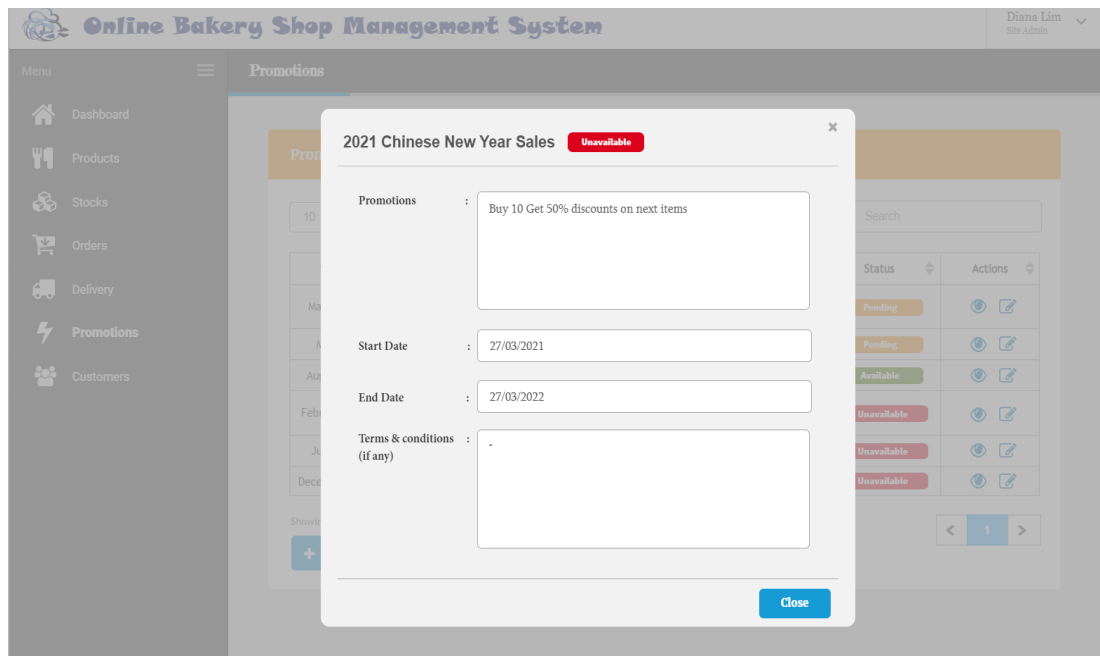 Online Bakery Shop Management System
Diana Lim
Site Admin
Menu
Promotions
Dashboard
Products
Stocks
Orders
Delivery
Promotions
Customers
10
Search
Status
Actions
Pending
Pending
Available
Unavailable
Unavailable
Unavailable
<
1
>
+
2021 Chinese New Year Sales
Unavailable
×
Promotions : Buy 10 Get 50% discounts on next items
Start Date : 27/03/2021
End Date : 27/03/2022
Terms & conditions : -
(if any)
Close